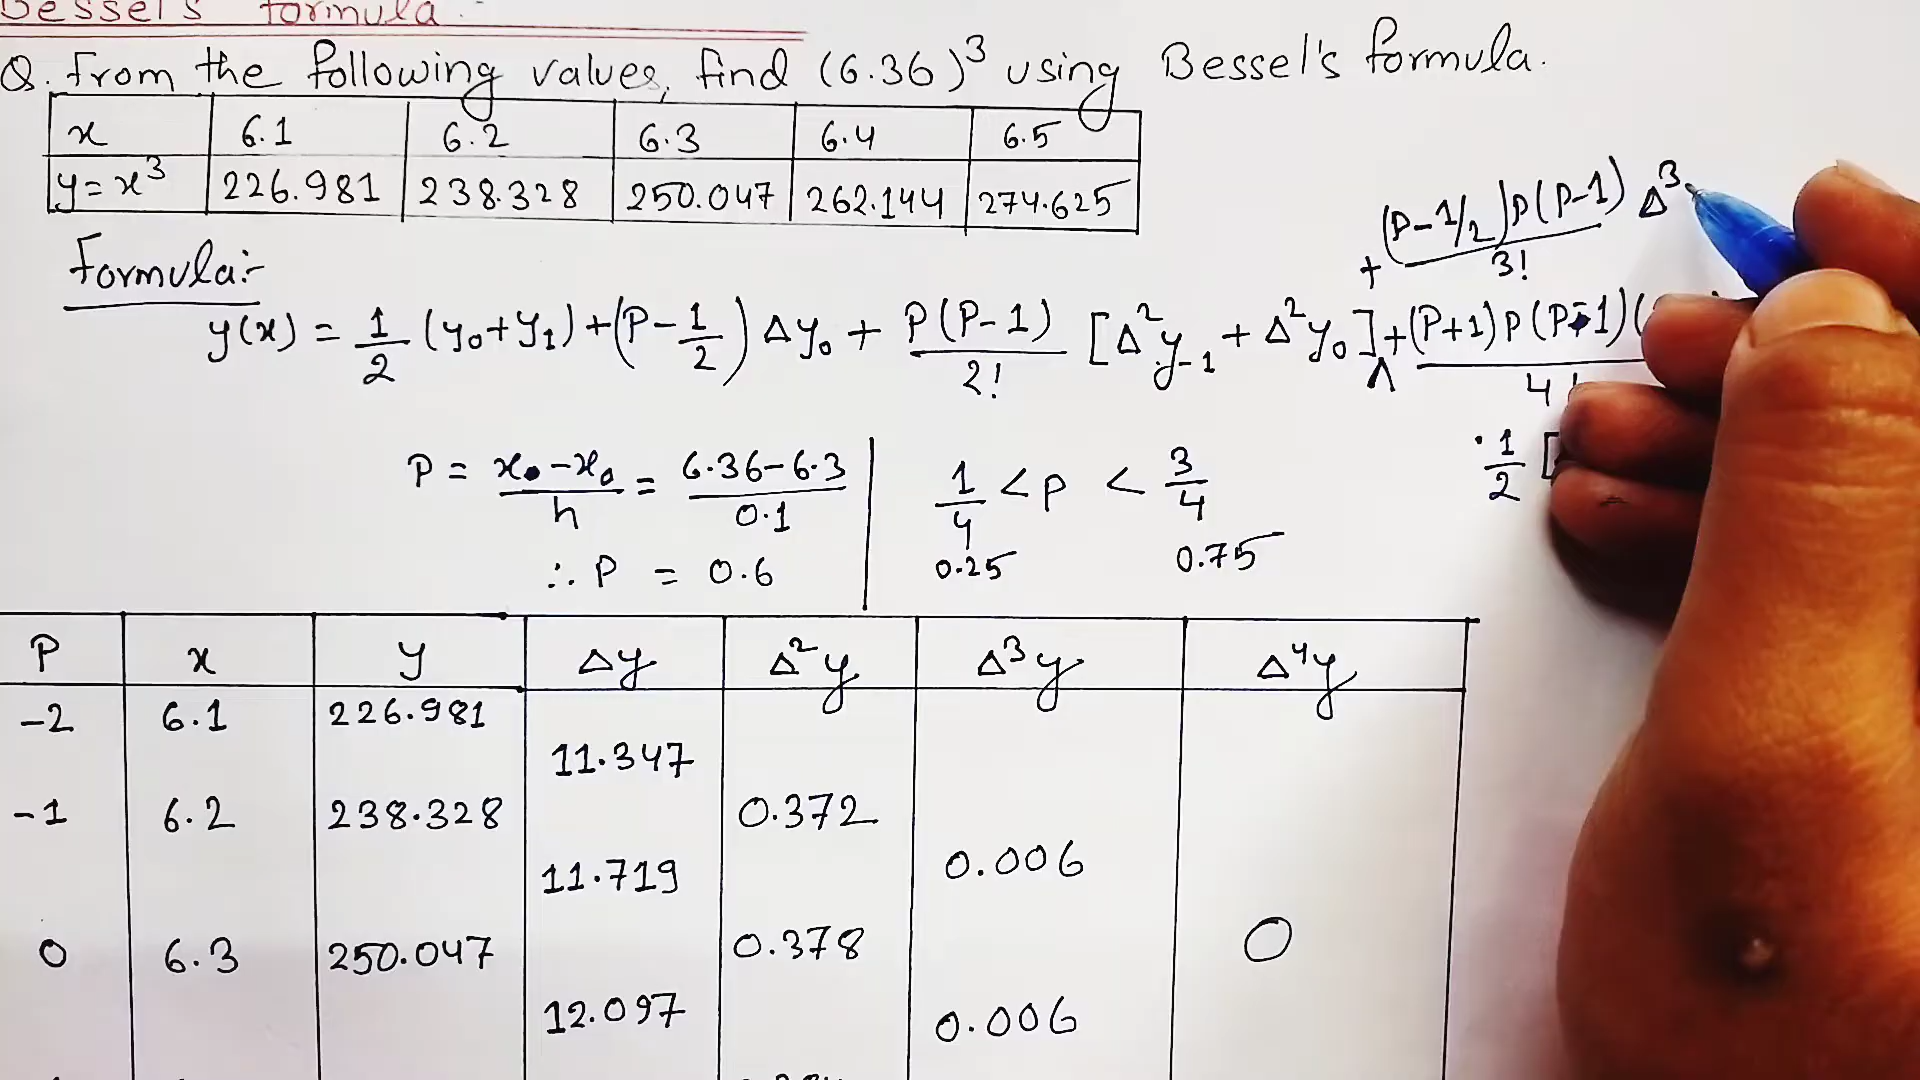 Bessel's formula.
Q. From the following values, find (6.36)³ using Bessel's formula.
x 6.1 6.2 6.3 6.4 6.5
y = x³ 226.981 238.328 250.047 262.144 274.625
+ (P-1/2)P(P-1)/3! Δ³
Formula:-
y(x) = 1/2 (y₀+y₁) + (P - 1/2) Δy₀ + P(P-1)/2! [Δ²y₋₁ + Δ²y₀] + (P+1)P(P-1)( / 4!
· 1/2 [
P = x - x₀ / h = 6.36-6.3 / 0.1
1/4 < P < 3/4
0.25 0.75
∴ P = 0.6
P x y Δy Δ²y Δ³y Δ⁴y
-2 6.1 226.981
11.347
-1 6.2 238.328 0.372
11.719 0.006
0 6.3 250.047 0.378 0
12.097 0.006